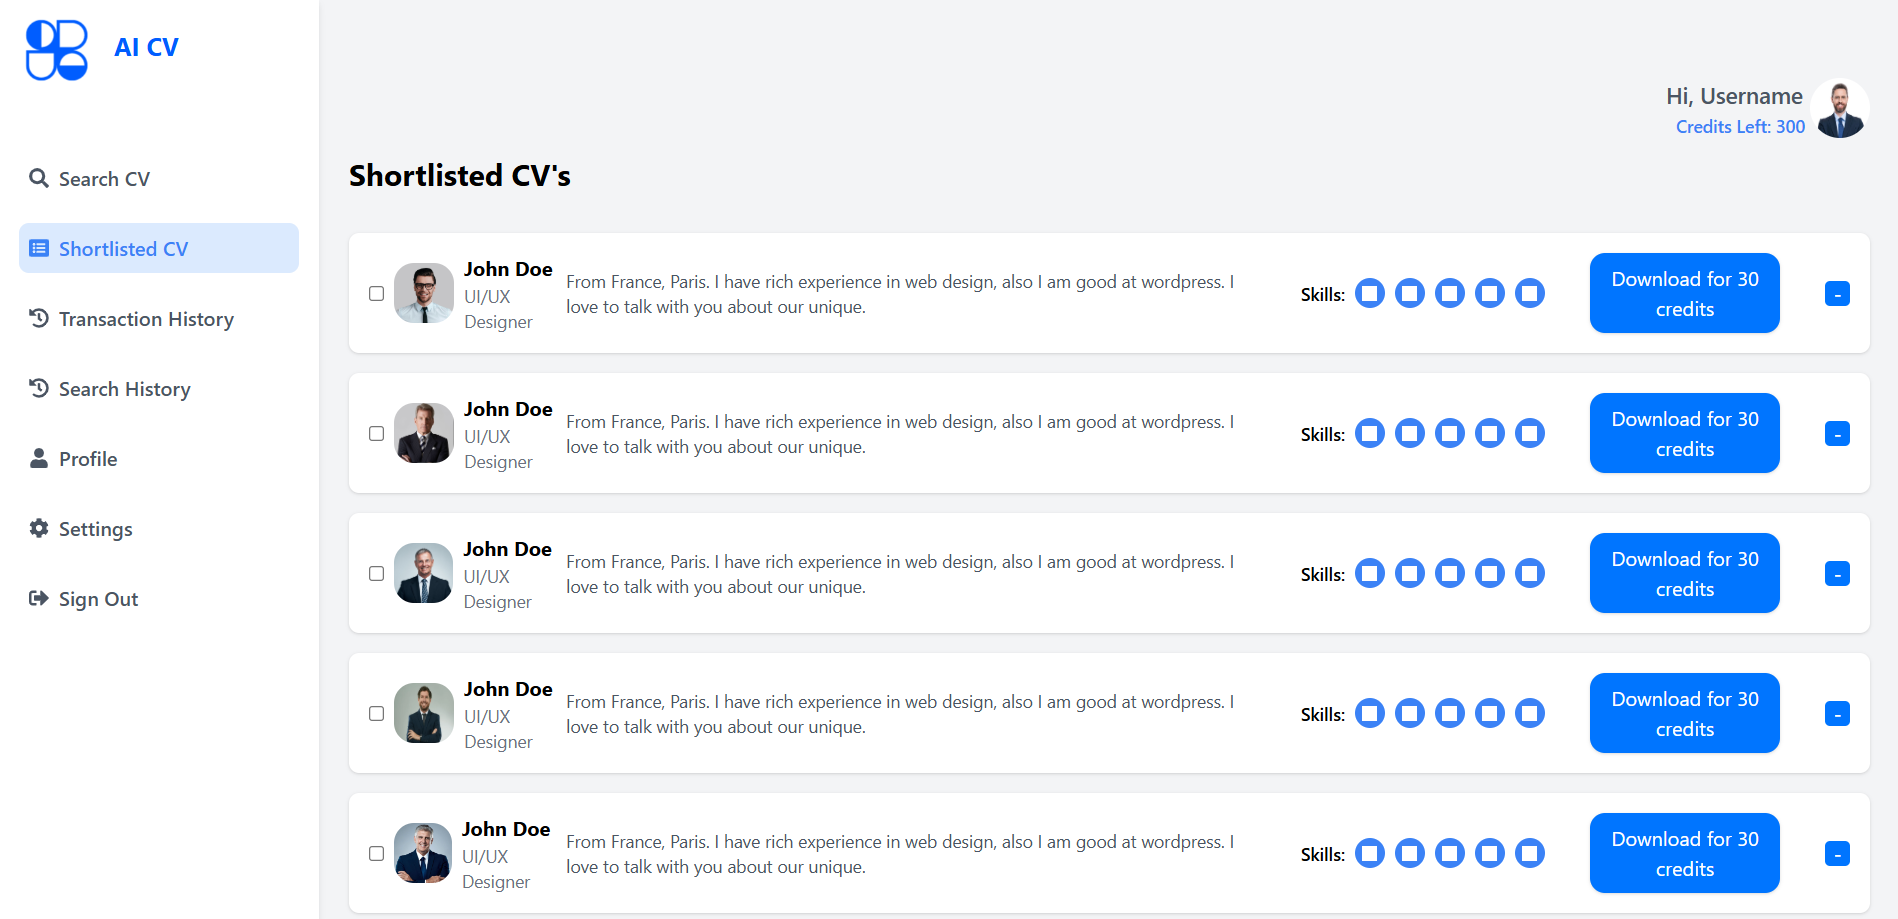 AI CV
Search CV
Shortlisted CV
Transaction History
Search History
Profile
Settings
Sign Out
Hi, Username
Credits Left: 300
Shortlisted CV's
John Doe
UI/UX
Designer
From France, Paris. I have rich experience in web design, also I am good at wordpress. I
love to talk with you about our unique.
Skills:
Download for 30
credits
-
John Doe
UI/UX
Designer
From France, Paris. I have rich experience in web design, also I am good at wordpress. I
love to talk with you about our unique.
Skills:
Download for 30
credits
-
John Doe
UI/UX
Designer
From France, Paris. I have rich experience in web design, also I am good at wordpress. I
love to talk with you about our unique.
Skills:
Download for 30
credits
-
John Doe
UI/UX
Designer
From France, Paris. I have rich experience in web design, also I am good at wordpress. I
love to talk with you about our unique.
Skills:
Download for 30
credits
-
John Doe
UI/UX
Designer
From France, Paris. I have rich experience in web design, also I am good at wordpress. I
love to talk with you about our unique.
Skills:
Download for 30
credits
-